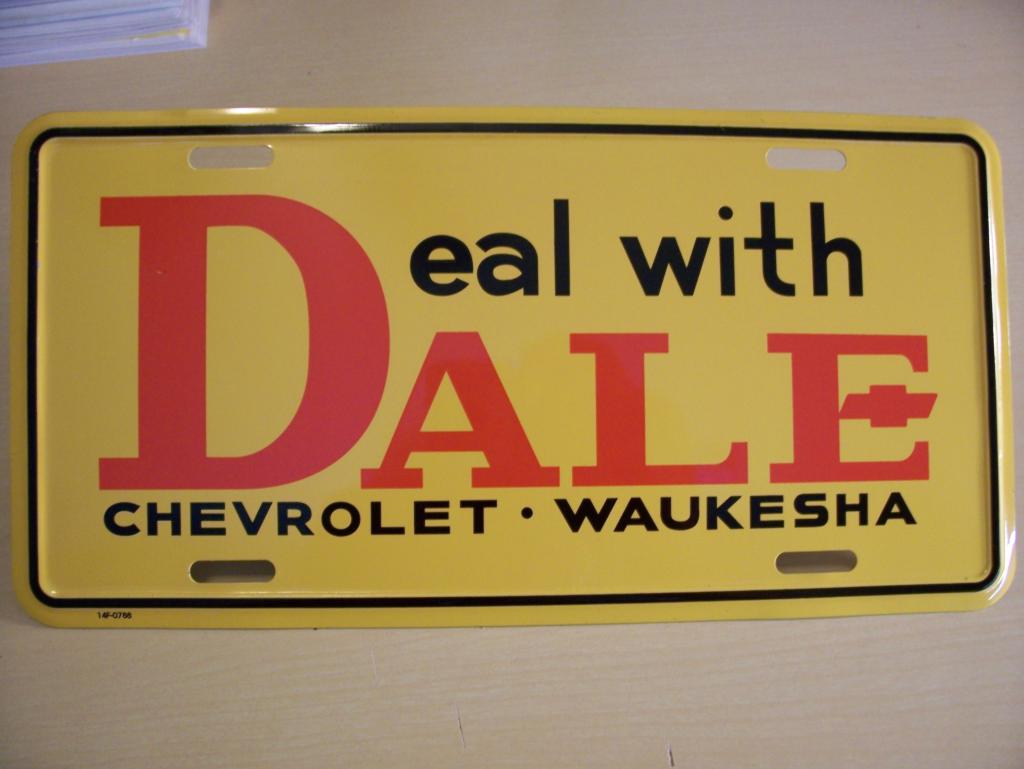 Deal with
DALE
CHEVROLET · WAUKESHA
14F-0766